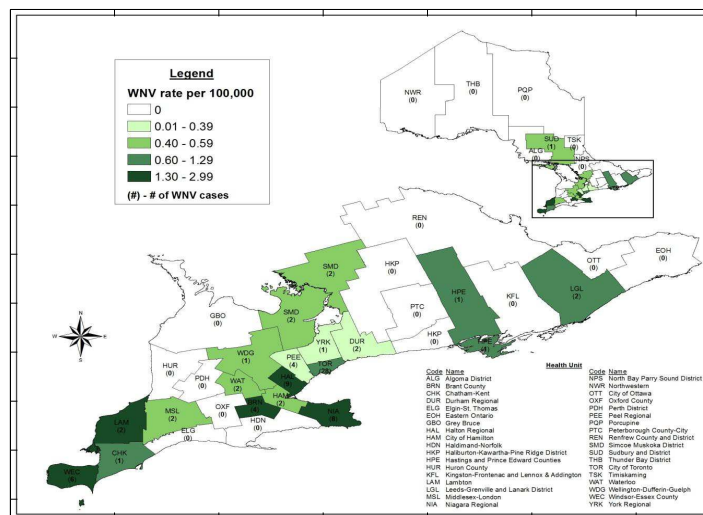 Legend
WNV rate per 100,000
0
0.01 - 0.39
0.40 - 0.59
0.60 - 1.29
1.30 - 2.99
(#) - # of WNV cases
NWR
(0)
THB
(0)
PQP
(0)
SUD
(1)
TSK
(0)
ALG
(0)
NPS
(0)
REN
(0)
SMD
(2)
HKP
(0)
OTT
(0)
EOH
(0)
HPE
(1)
LGL
(2)
KFL
(0)
PTC
(0)
HKP
(0)
GBO
(0)
SMD
(2)
YRK
(1)
DUR
(2)
WDG
(1)
PEE
(4)
TOR
HUR
(0)
PDH
(0)
WAT
(2)
HAL
OXF
(0)
BRN
(4)
HAM
(2)
HDN
(0)
NIA
LAM
(2)
MSL
(2)
ELG
(0)
CHK
(1)
WEC
N
W
E
S
Health Unit
Code Name
ALG Algoma District
BRN Brant County
CHK Chatham-Kent
DUR Durham Regional
ELG Elgin-St. Thomas
EOH Eastern Ontario
GBO Grey Bruce
HAL Halton Regional
HAM City of Hamilton
HDN Haldimand-Norfolk
HKP Haliburton-Kawartha-Pine Ridge District
HPE Hastings and Prince Edward Counties
HUR Huron County
KFL Kingston-Frontenac and Lennox & Addington
LAM Lambton
LGL Leeds-Grenville and Lanark District
MSL Middlesex-London
NIA Niagara Regional
Code Name
NPS North Bay Parry Sound District
NWR Northwestern
OTT City of Ottawa
OXF Oxford County
PDH Perth District
PEE Peel Regional
PQP Porcupine
PTC Peterborough County-City
REN Renfrew County and District
SMD Simcoe Muskoka District
SUD Sudbury and District
THB Thunder Bay District
TOR City of Toronto
TSK Timiskaming
WAT Waterloo
WDG Wellington-Dufferin-Guelph
WEC Windsor-Essex County
YRK York Regional